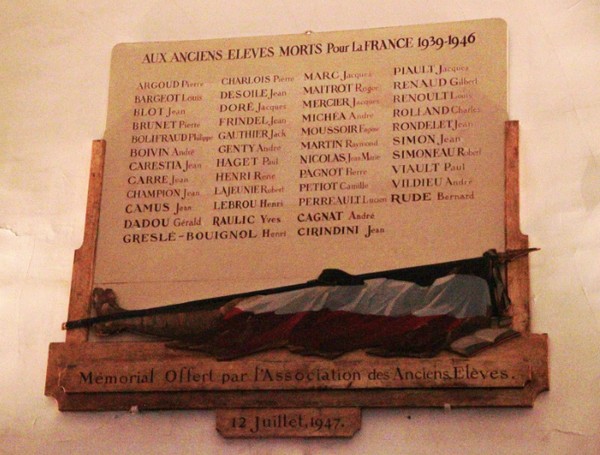 AUX ANCIENS ELEVES MORTS Pour La FRANCE 1939-1946
ARGOUD Pierre
BARGEOT Louis
BLOT Jean
BRUNET Pierre
BOLIFRAUD Philippe
BOIVIN André
CARESTIA Jean
CARRE Jean
CHAMPION Jean
CAMUS Jean
DADOU Gérald
GRESLÉ-BOUIGNOL Henri
CHARLOIS Pierre
DESOILE Jean
DORÉ Jacques
FRINDEL Jean
GAUTHIER Jack
GENTY André
HAGET Paul
HENRI René
LAJEUNIE Robert
LEBROU Henri
RAULIC Yves
MARC Jacques
MAITROT Roger
MERCIER Jacques
MICHÉA André
MOUSSOIR
MARTIN Raymond
NICOLAS Jean Marie
PAGNOT Pierre
PETIOT Camille
PERREAULT Lucien
CAGNAT André
CIRINDINI Jean
PIAULT Jacques
RENAUD Gilbert
RENOULT Louis
ROLLAND Charles
RONDELET Jean
SIMON Jean
SIMONEAU Robert
VIAULT Paul
VILDIEU André
RUDE Bernard
Mémorial Offert par l'Association des Anciens Elèves.
12 Juillet.1947.